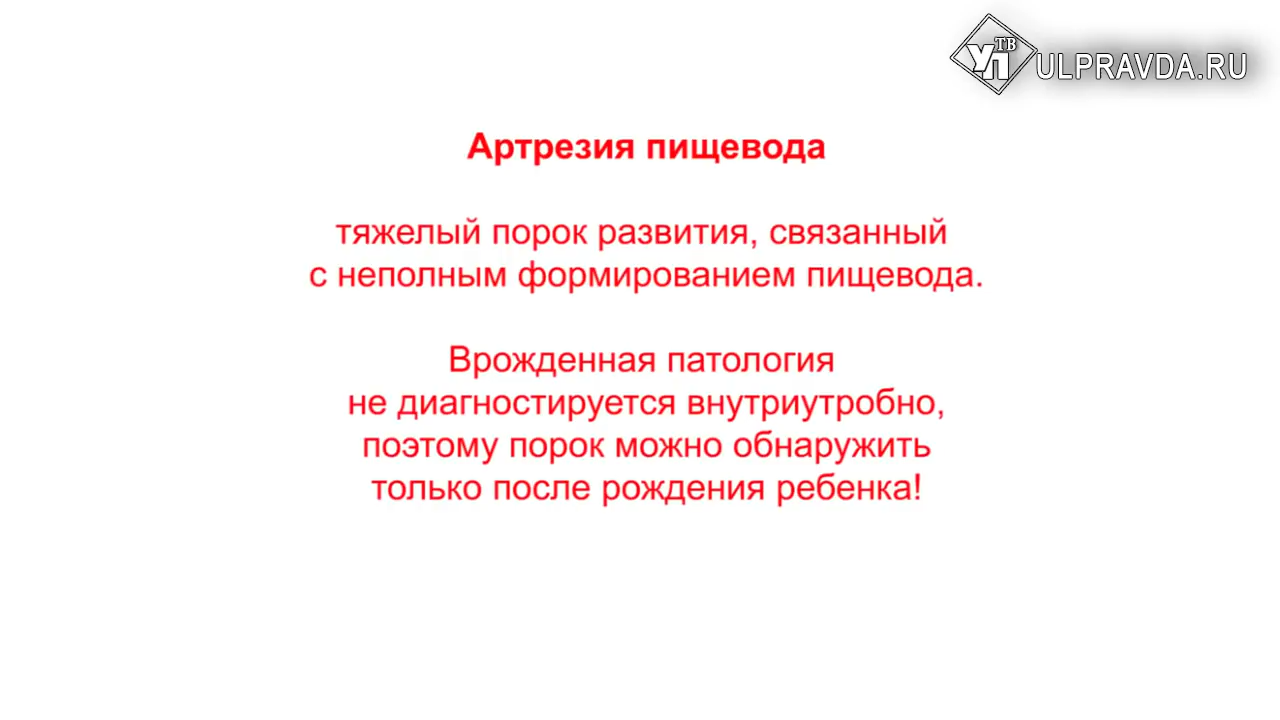 ТВ
УП
ULPRAVDA.RU
Артрезия пищевода
тяжелый порок развития, связанный
с неполным формированием пищевода.
Врожденная патология
не диагностируется внутриутробно,
поэтому порок можно обнаружить
только после рождения ребенка!